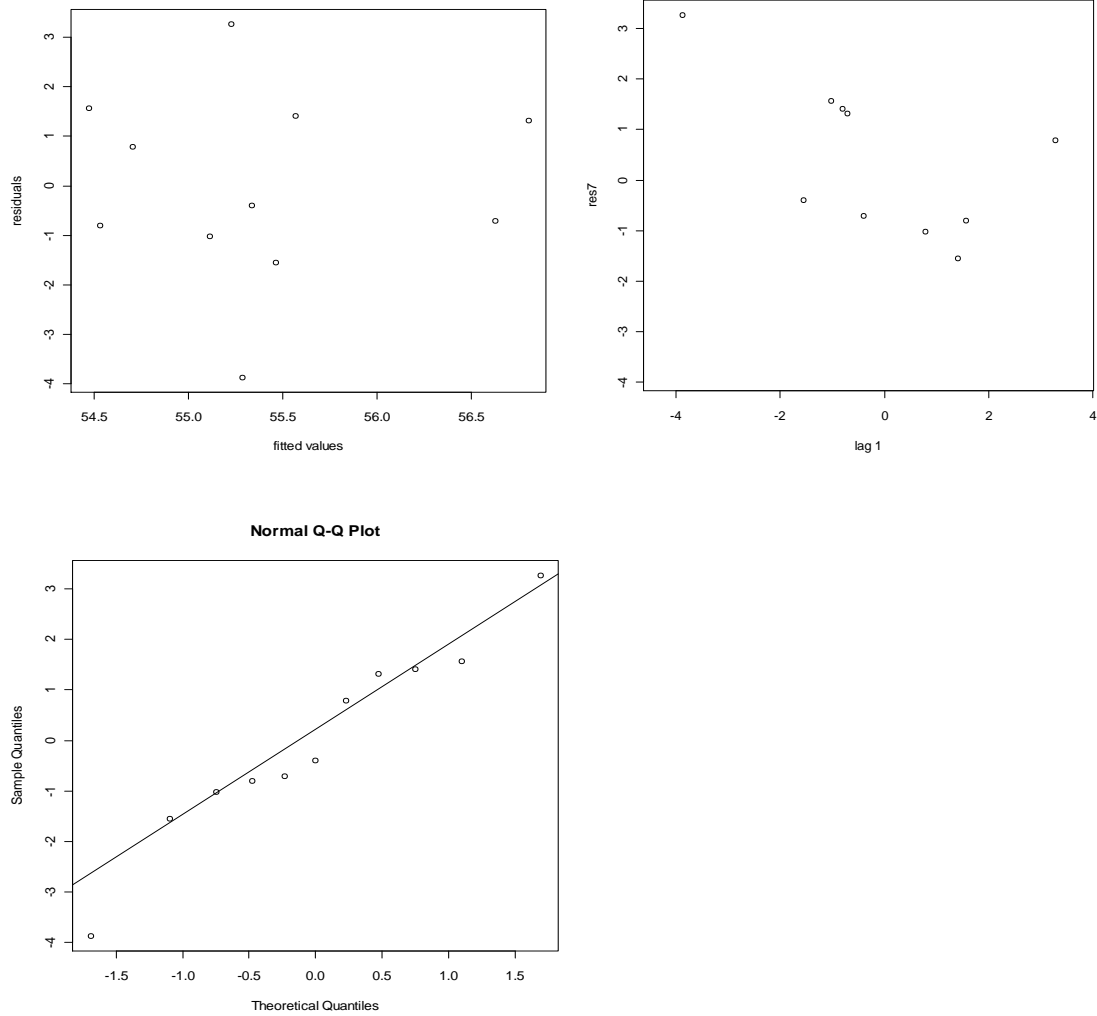 3
2
1
0
-1
-2
-3
-4
residuals
54.5 55.0 55.5 56.0 56.5
fitted values
3
2
1
0
-1
-2
-3
-4
res7
-4 -2 0 2 4
lag 1
Normal Q-Q Plot
3
2
1
0
-1
-2
-3
-4
Sample Quantiles
-1.5 -1.0 -0.5 0.0 0.5 1.0 1.5
Theoretical Quantiles